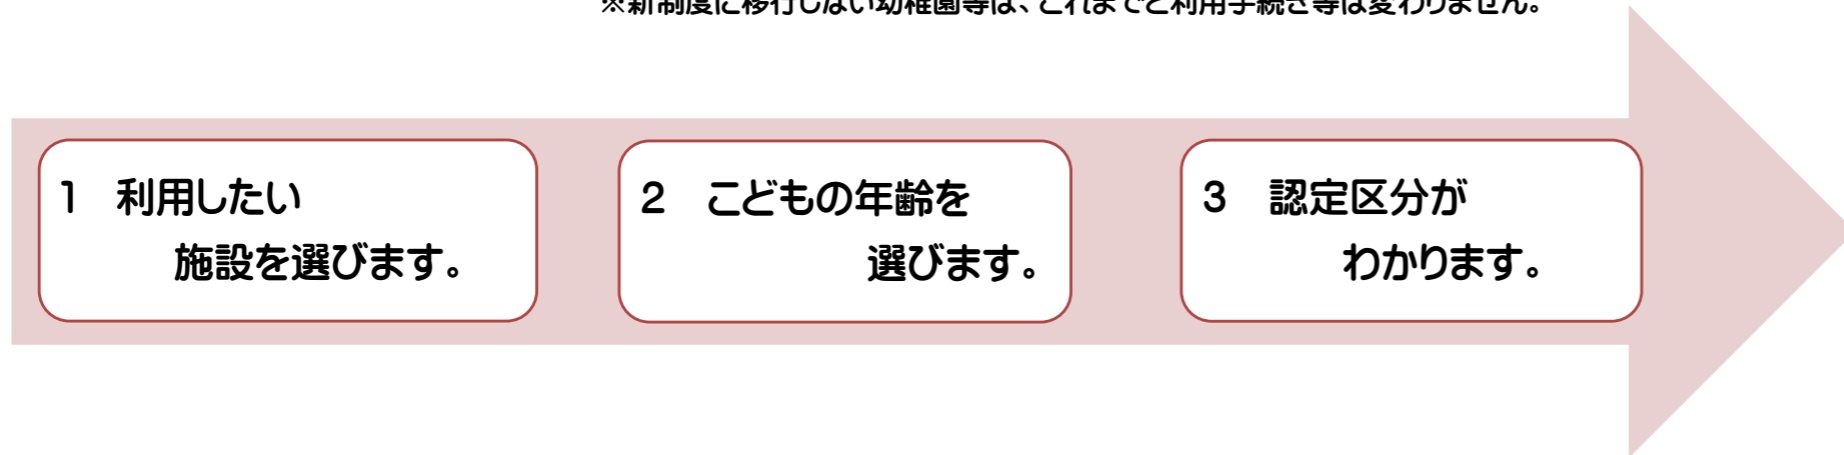 ※新制度に移行しない幼稚園等は、これまでと利用手続き等は変わりません。
1　利用したい
施設を選びます。
2　こどもの年齢を
選びます。
3　認定区分が
わかります。